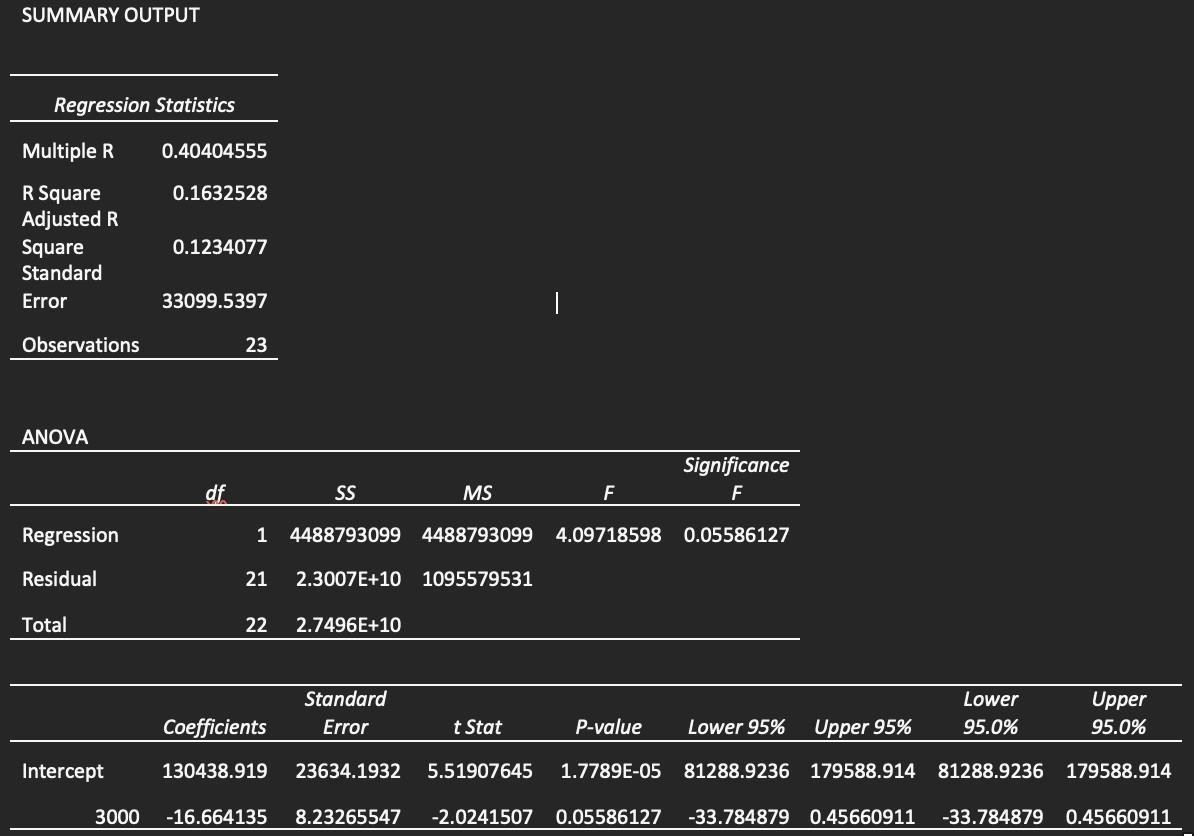 SUMMARY OUTPUT
Regression Statistics
Multiple R 0.40404555
R Square 0.1632528
Adjusted R
Square 0.1234077
Standard
Error 33099.5397
Observations 23
ANOVA
Significance
df SS MS F F
Regression 1 4488793099 4488793099 4.09718598 0.05586127
Residual 21 2.3007E+10 1095579531
Total 22 2.7496E+10
Standard Lower Upper
Coefficients Error t Stat P-value Lower 95% Upper 95% 95.0% 95.0%
Intercept 130438.919 23634.1932 5.51907645 1.7789E-05 81288.9236 179588.914 81288.9236 179588.914
3000 -16.664135 8.23265547 -2.0241507 0.05586127 -33.784879 0.45660911 -33.784879 0.45660911